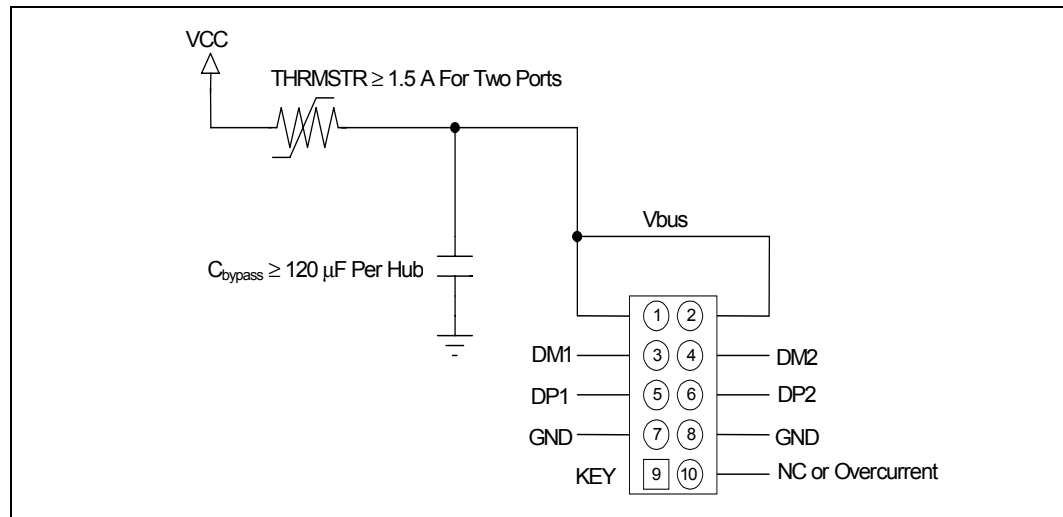 VCC
THRMSTR ≥ 1.5 A For Two Ports
Vbus
Cbypass ≥ 120 μF Per Hub
1 2
DM1 3 4 DM2
DP1 5 6 DP2
GND 7 8 GND
KEY 9 10 NC or Overcurrent